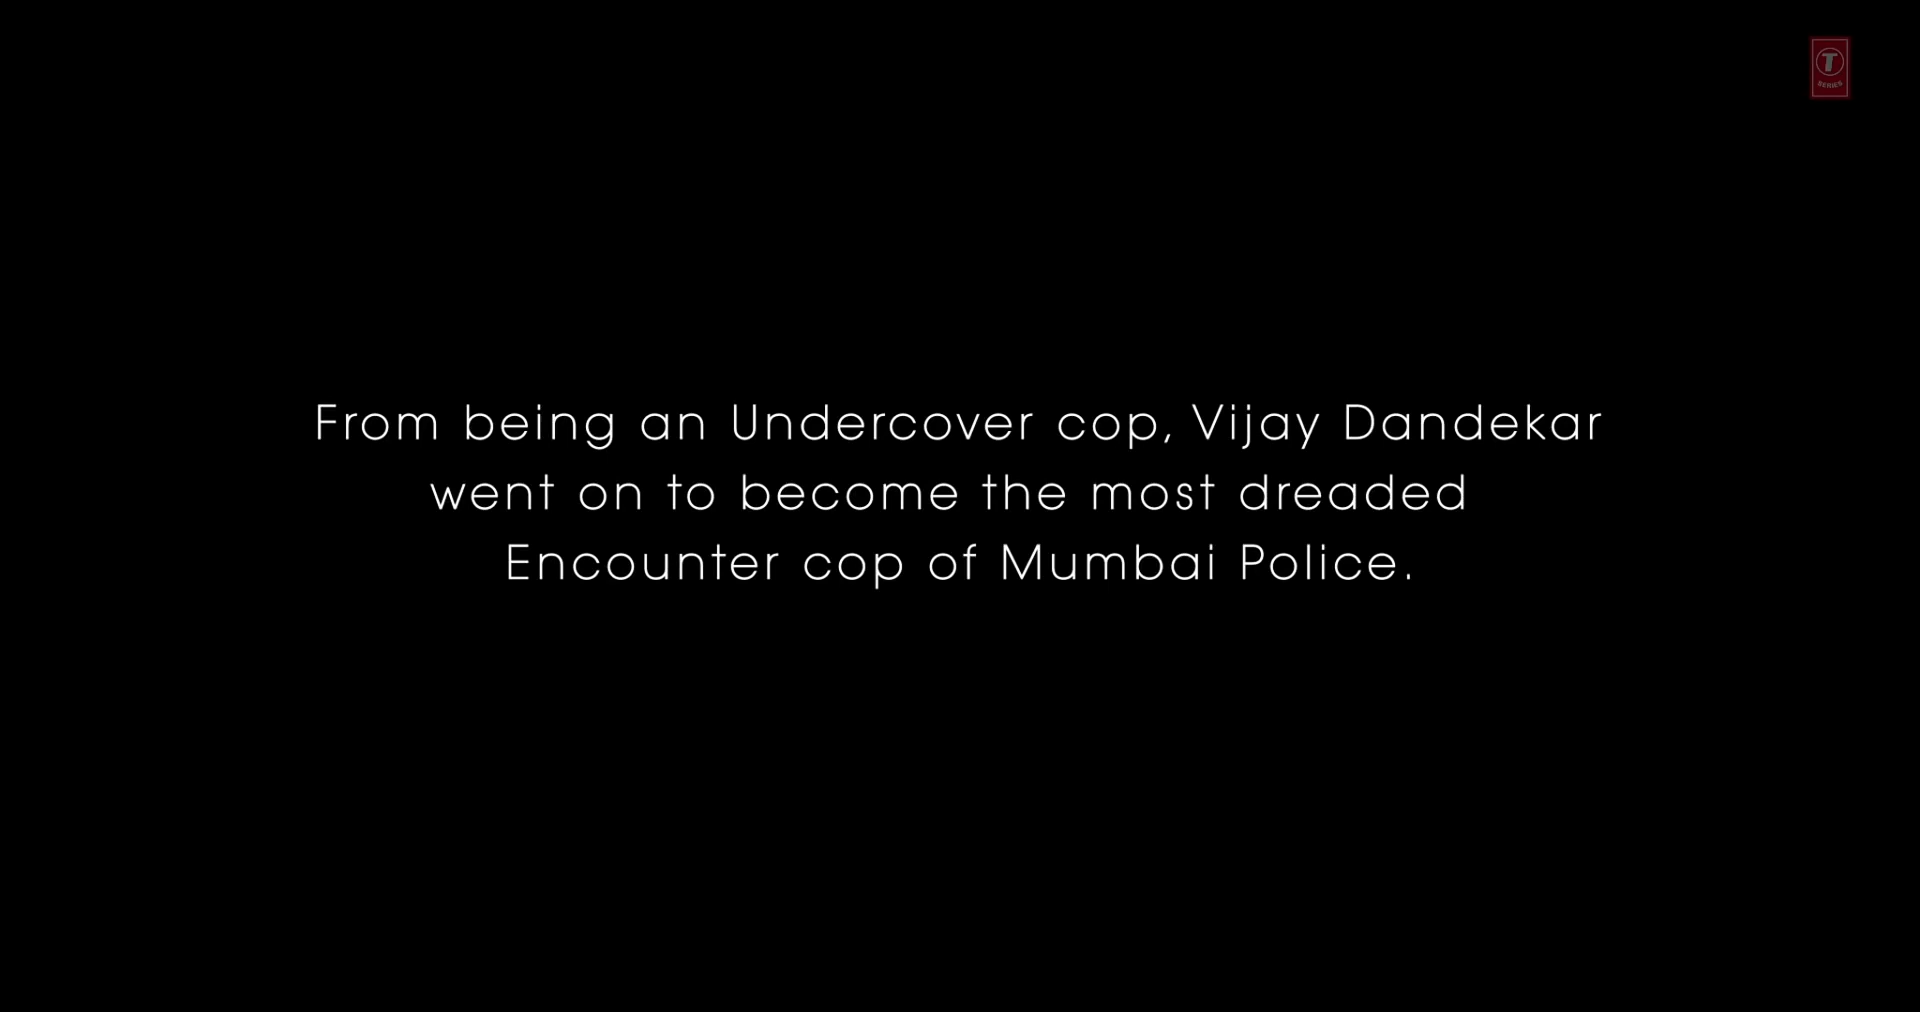 T
SERIES
From being an Undercover cop, Vijay Dandekar
went on to become the most dreaded
Encounter cop of Mumbai Police.